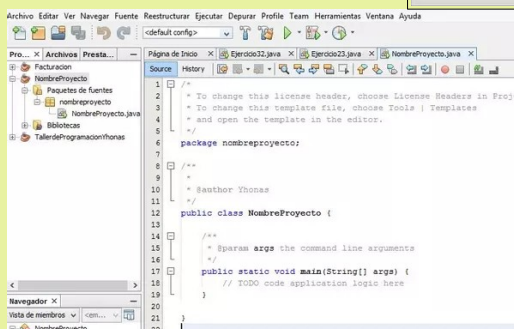 Archivo Editar Ver Navegar Fuente Reestructurar Ejecutar Depurar Profile Team Herramientas Ventana Ayuda
<default config>
Pro... Archivos Presta...
Facturacion
NombreProyecto
Paquetes de fuentes
nombreproyecto
NombreProyecto.java
Bibliotecas
TallerdeProgramacionYhonas
Navegador
Vista de miembros <em...
NombreProyecto
Página de Inicio Ejercicio32.java Ejercicio23.java NombreProyecto.java
Source History
1 /*
2 * To change this license header, choose License Headers in Proj
3 * To change this template file, choose Tools | Templates
4 * and open the template in the editor.
5 */
6 package nombreproyecto;
7
8 /**
9 *
10 * @author Yhonas
11 */
12 public class NombreProyecto {
13
14 /**
15 * @param args the command line arguments
16 */
17 public static void main(String[] args) {
18 // TODO code application logic here
19 }
20
21 }